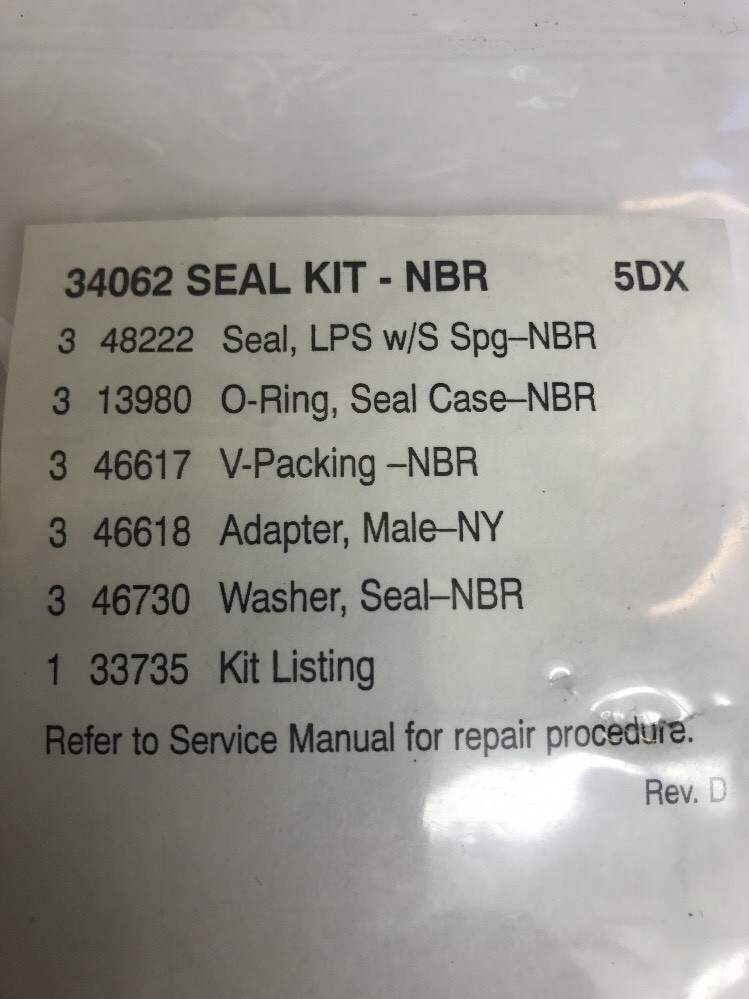 34062 SEAL KIT - NBR 5DX
3 48222 Seal, LPS w/S Spg–NBR
3 13980 O-Ring, Seal Case–NBR
3 46617 V-Packing –NBR
3 46618 Adapter, Male–NY
3 46730 Washer, Seal–NBR
1 33735 Kit Listing
Refer to Service Manual for repair procedure.
Rev. D